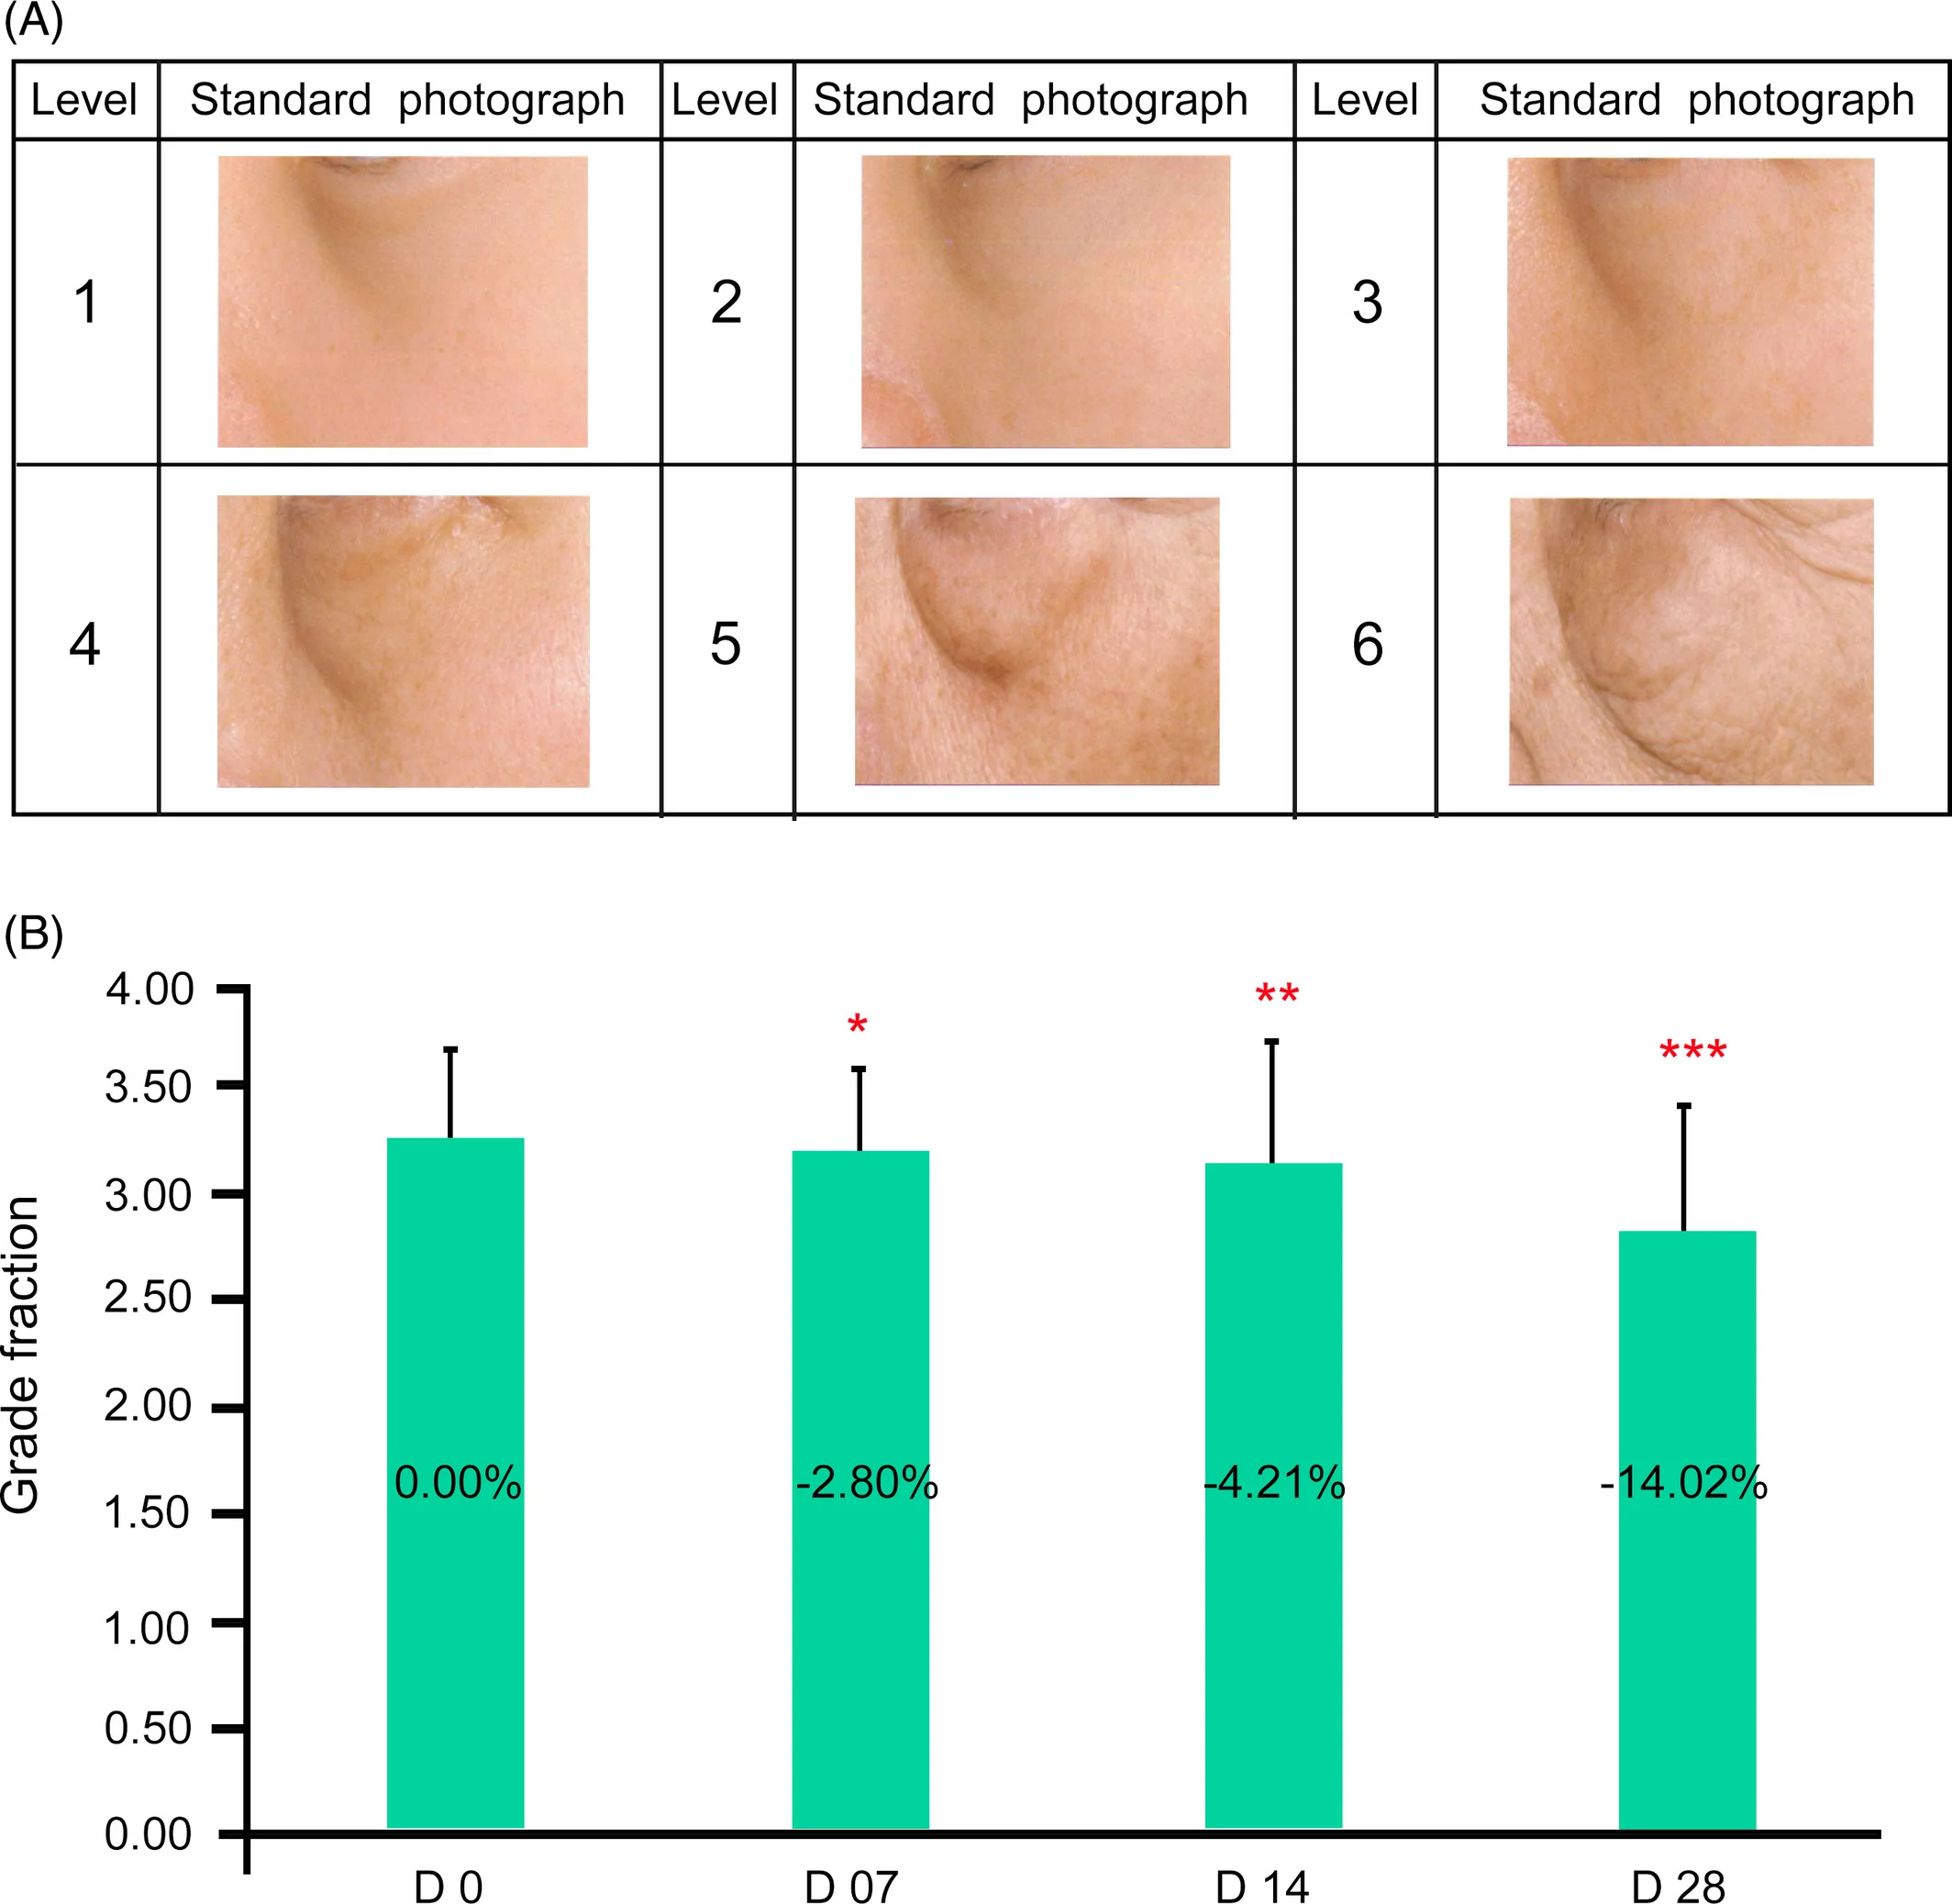 (A)
Level Standard photograph Level Standard photograph Level Standard photograph
1 2 3
4 5 6
(B)
Grade fraction
4.00
3.50
3.00
2.50
2.00
1.50
1.00
0.50
0.00
* ** ***
0.00% -2.80% -4.21% -14.02%
D 0 D 07 D 14 D 28